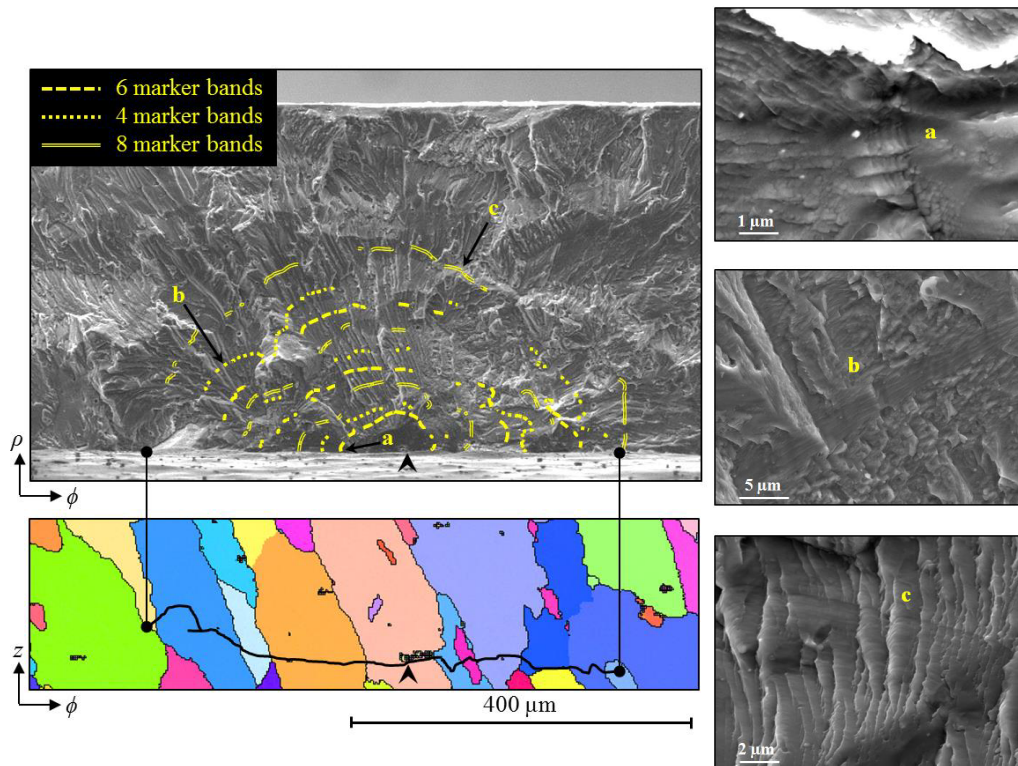 6 marker bands
4 marker bands
8 marker bands
c
b
a
ρ
ϕ
z
ϕ
400 µm
a
1 µm
b
5 µm
c
2 µm